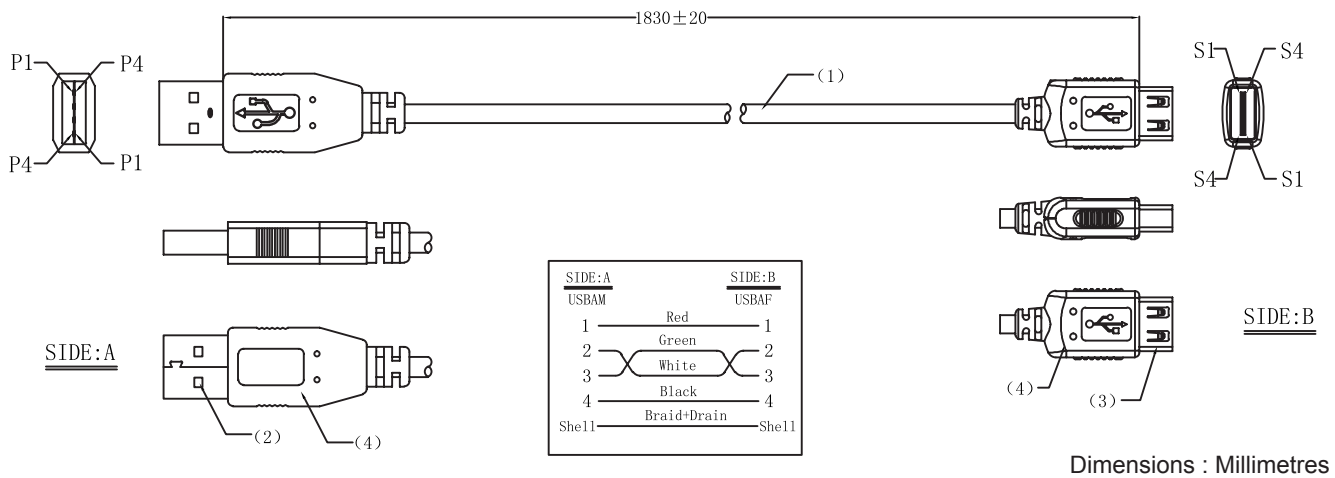 1830±20
P1 P4
P4 P1
(1)
S1 S4
S4 S1
SIDE:A SIDE:B
USBAM USBAF
1 Red 1
2 Green 2
3 White 3
4 Black 4
Shell Braid+Drain Shell
SIDE:A
(2)
(4)
SIDE:B
(4)
(3)
Dimensions : Millimetres